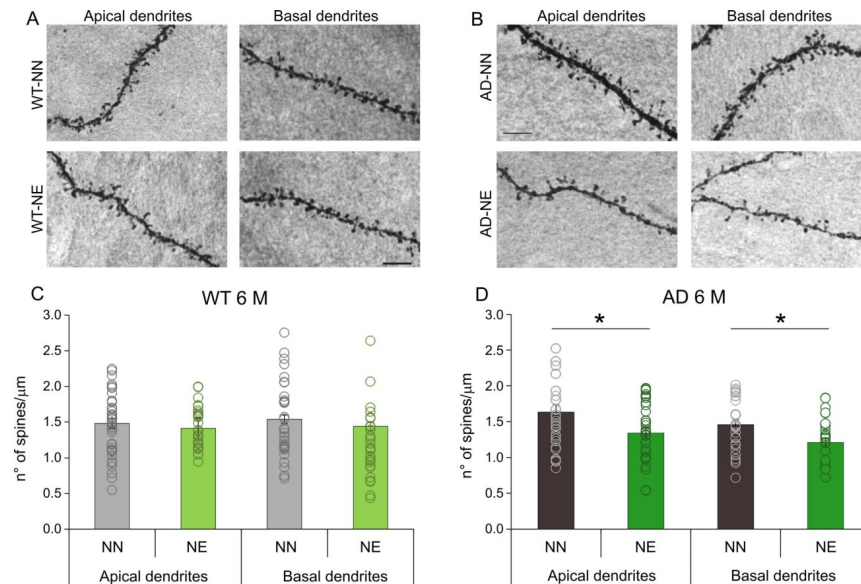 A
Apical dendrites
Basal dendrites
WT-NN
WT-NE
B
Apical dendrites
Basal dendrites
AD-NN
AD-NE
C
WT 6 M
n° of spines/µm
3.0
2.5
2.0
1.5
1.0
0.5
0.0
NN
NE
NN
NE
Apical dendrites
Basal dendrites
D
AD 6 M
n° of spines/µm
3.0
2.5
2.0
1.5
1.0
0.5
0.0
*
*
NN
NE
NN
NE
Apical dendrites
Basal dendrites